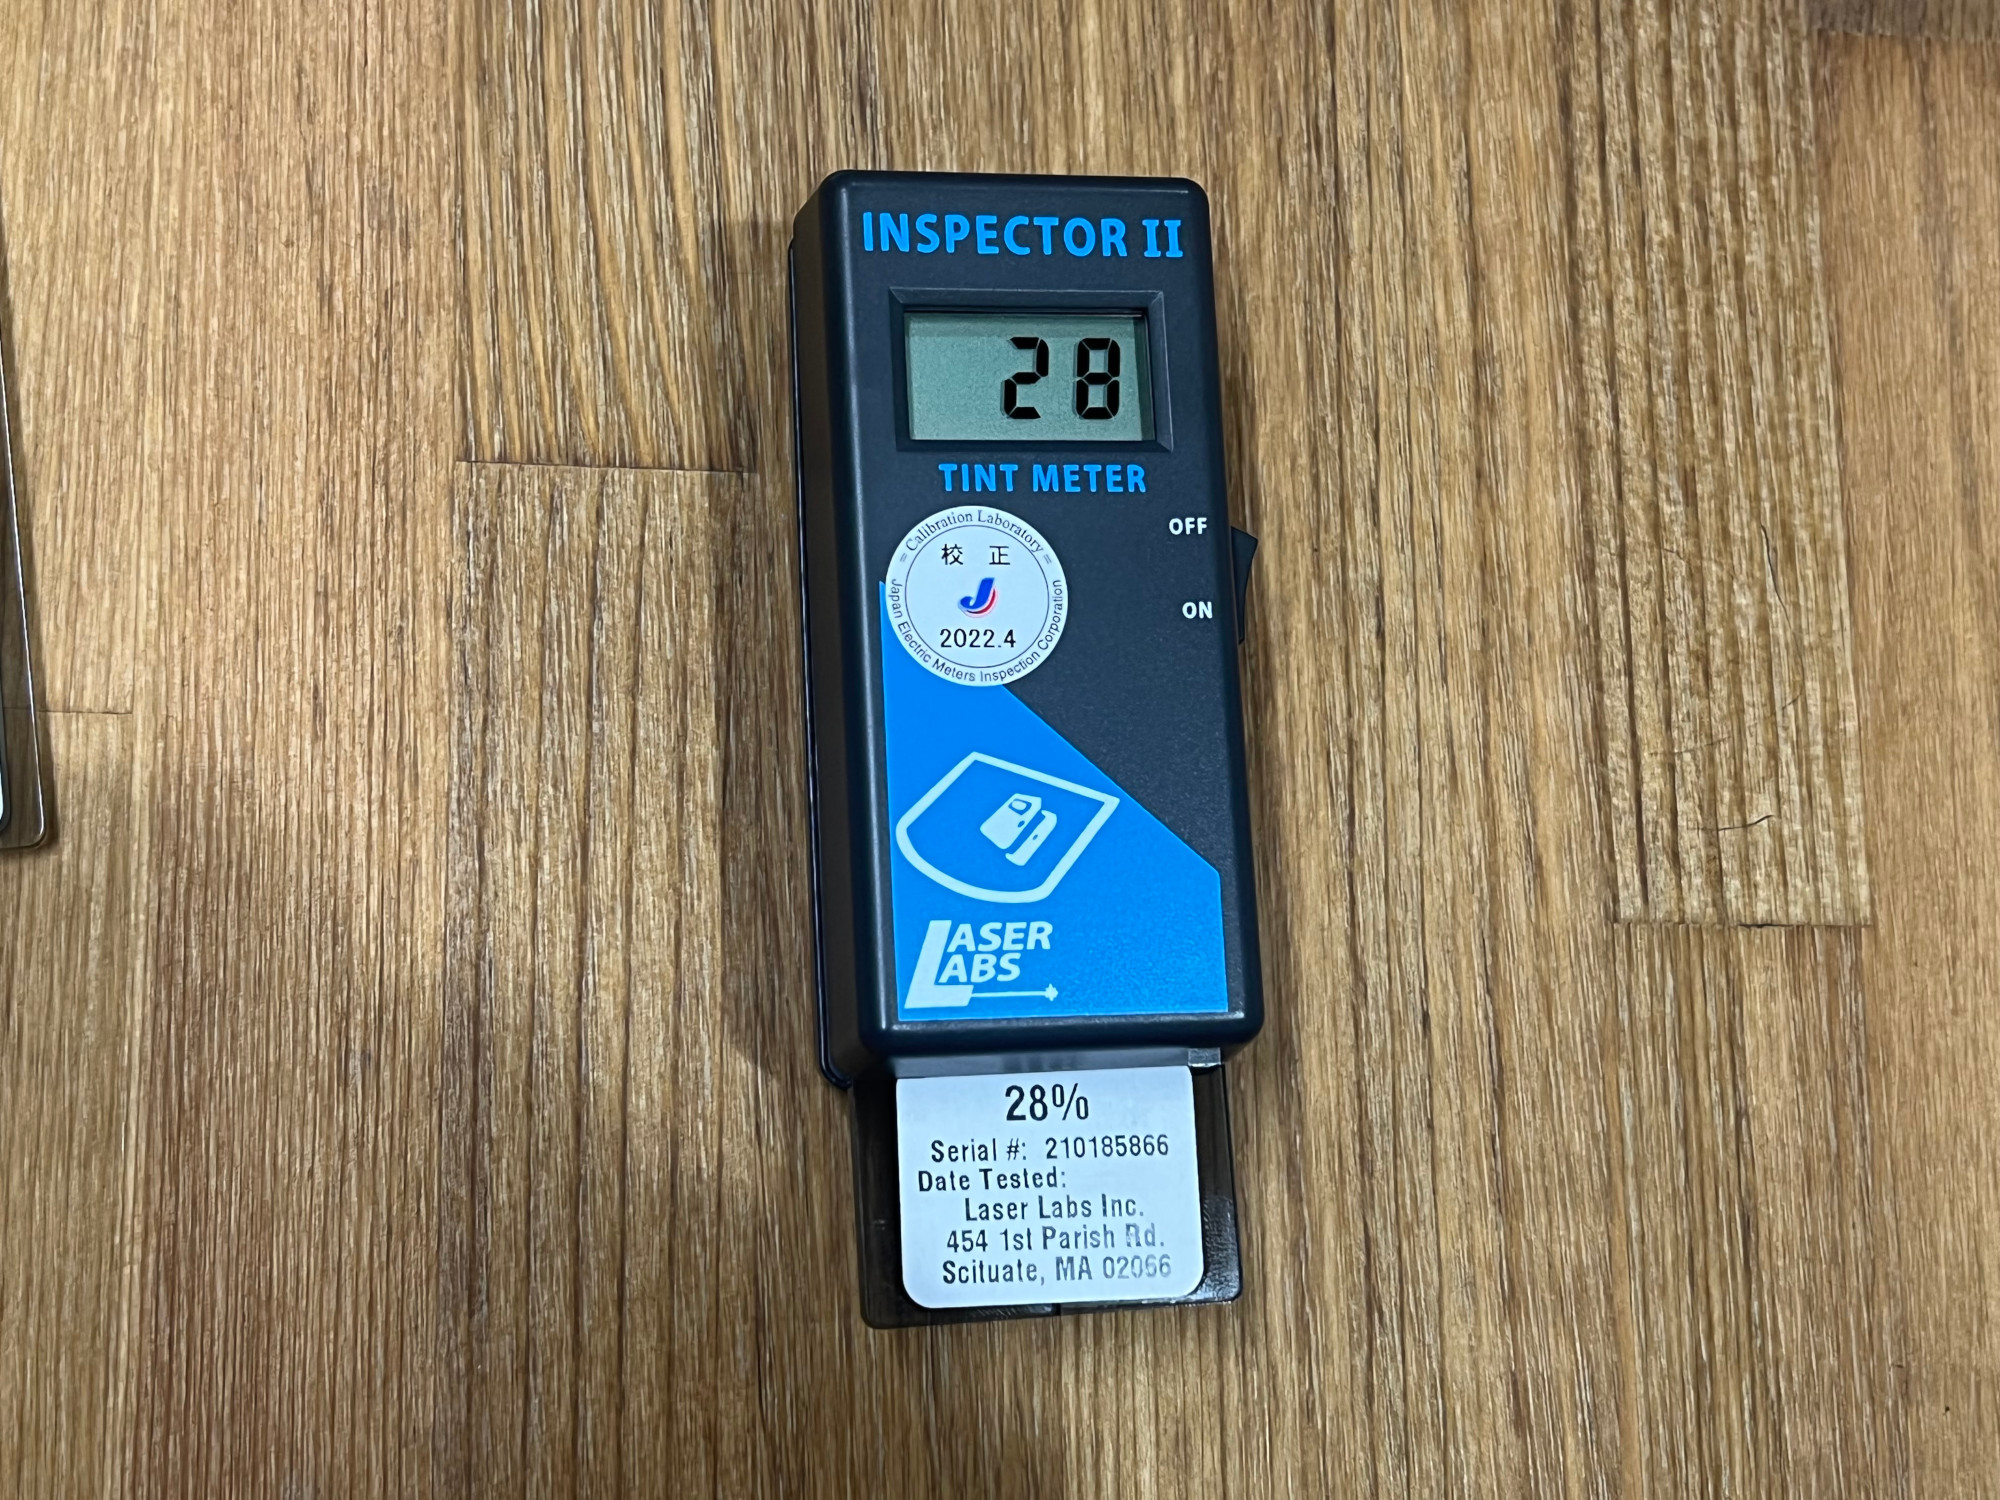 INSPECTOR II
28
TINT METER
OFF
ON
= Calibration Laboratory =
校 正
J
2022.4
Japan Electric Meters Inspection Corporation
LASER
LABS
28%
Serial #: 210185866
Date Tested:
Laser Labs Inc.
454 1st Parish Rd.
Scituate, MA 02066